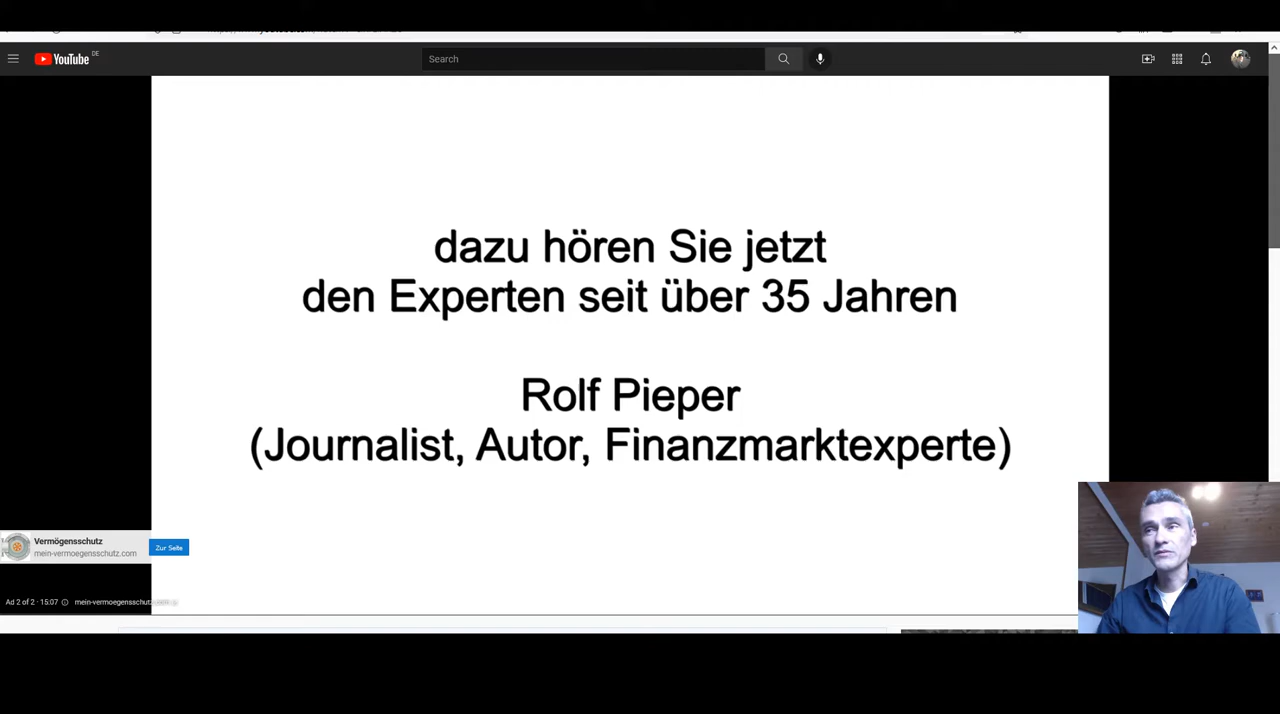 YouTube DE
Search
dazu hören Sie jetzt
den Experten seit über 35 Jahren
Rolf Pieper
(Journalist, Autor, Finanzmarktexperte)
Vermögensschutz
mein-vermoegensschutz.com
Zur Seite
Ad 2 of 2 · 15:07
mein-vermoegensschutz.com